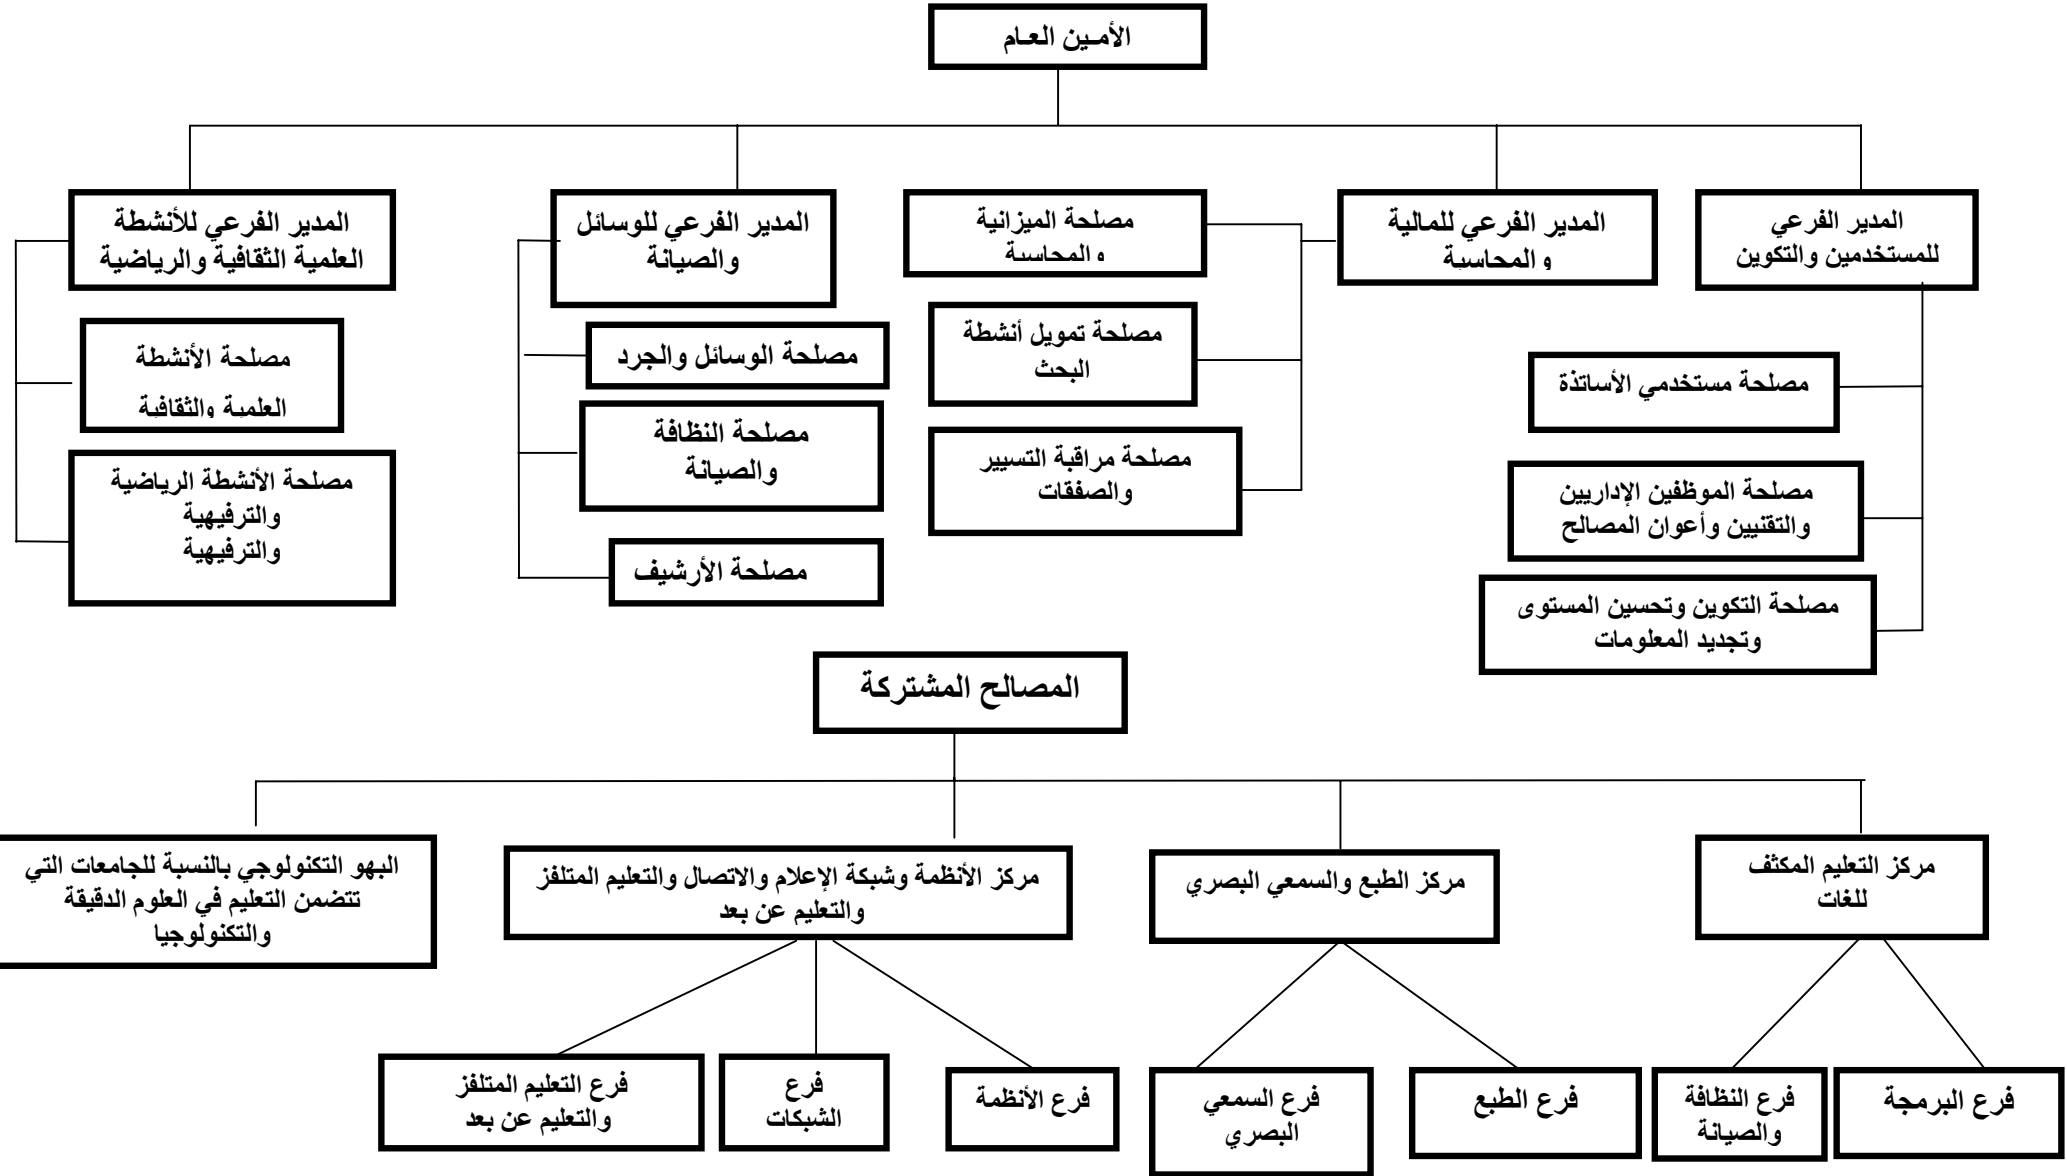 الأمـين العـام
المدير الفرعي
للمستخدمين والتكوين
المدير الفرعي للمالية
والمحاسبة
مصلحة الميزانية
والمحاسبة
المدير الفرعي للوسائل
والصيانة
المدير الفرعي للأنشطة
العلمية الثقافية والرياضية
مصلحة مستخدمي الأساتذة
مصلحة الموظفين الإداريين
والتقنيين وأعوان المصالح
مصلحة التكوين وتحسين المستوى
وتجديد المعلومات
مصلحة تمويل أنشطة
البحث
مصلحة مراقبة التسيير
والصفقات
مصلحة الوسائل والجرد
مصلحة النظافة
والصيانة
مصلحة الأرشيف
مصلحة الأنشطة
العلمية والثقافية
مصلحة الأنشطة الرياضية
والترفيهية
والترفيهية
المصالح المشتركة
مركز التعليم المكثف
للغات
مركز الطبع والسمعي البصري
مركز الأنظمة وشبكة الإعلام والاتصال والتعليم المتلفز
والتعليم عن بعد
البهو التكنولوجي بالنسبة للجامعات التي
تتضمن التعليم في العلوم الدقيقة
والتكنولوجيا
فرع البرمجة
فرع النظافة
والصيانة
فرع الطبع
فرع السمعي
البصري
فرع الأنظمة
فرع
الشبكات
فرع التعليم المتلفز
والتعليم عن بعد